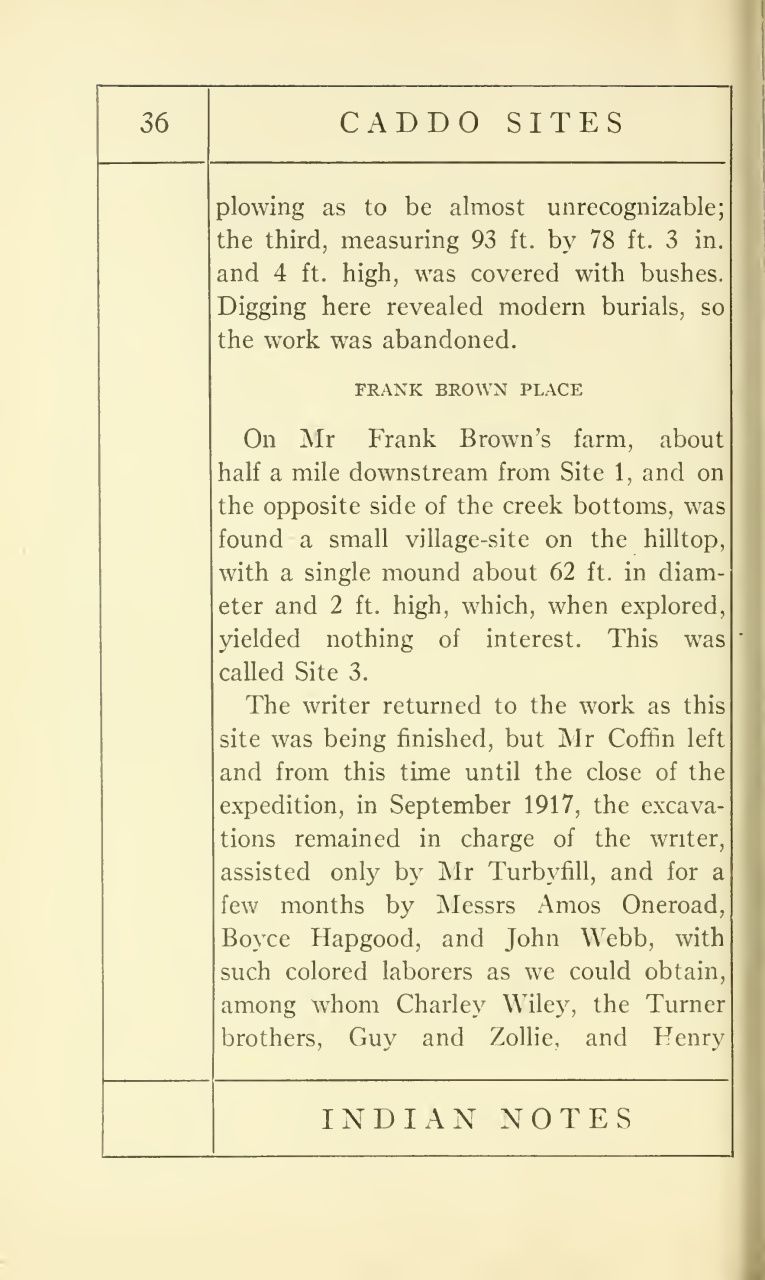 36
CADDO SITES
plowing as to be almost unrecognizable;
the third, measuring 93 ft. by 78 ft. 3 in.
and 4 ft. high, was covered with bushes.
Digging here revealed modern burials, so
the work was abandoned.
FRANK BROWN PLACE
On Mr Frank Brown's farm, about
half a mile downstream from Site 1, and on
the opposite side of the creek bottoms, was
found a small village-site on the hilltop,
with a single mound about 62 ft. in diam-
eter and 2 ft. high, which, when explored,
yielded nothing of interest. This was
called Site 3.
The writer returned to the work as this
site was being finished, but Mr Coffin left
and from this time until the close of the
expedition, in September 1917, the excava-
tions remained in charge of the writer,
assisted only by Mr Turbyfill, and for a
few months by Messrs Amos Oneroad,
Boyce Hapgood, and John Webb, with
such colored laborers as we could obtain,
among whom Charley Wiley, the Turner
brothers, Guy and Zollie, and Henry
INDIAN NOTES